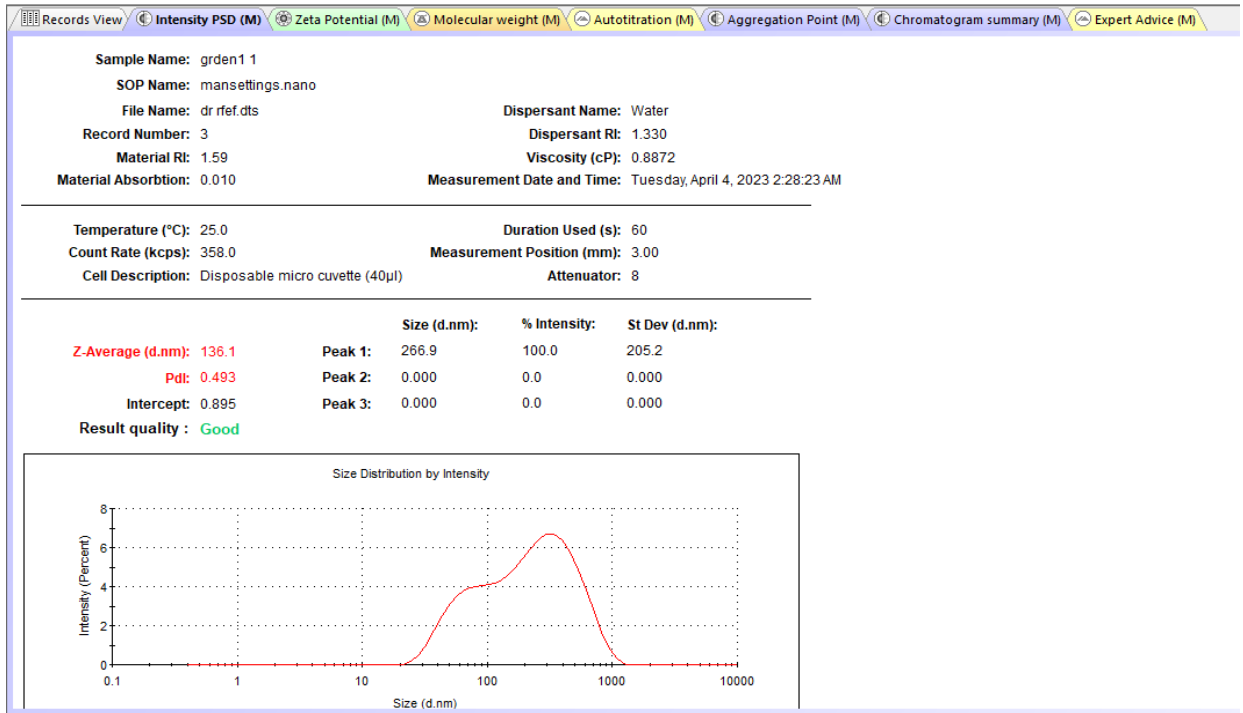 Records View Intensity PSD (M) Zeta Potential (M) Molecular weight (M) Autotitration (M) Aggregation Point (M) Chromatogram summary (M) Expert Advice (M)
Sample Name: grden1 1
SOP Name: mansettings.nano
File Name: dr rfef.dts Dispersant Name: Water
Record Number: 3 Dispersant RI: 1.330
Material RI: 1.59 Viscosity (cP): 0.8872
Material Absorbtion: 0.010 Measurement Date and Time: Tuesday, April 4, 2023 2:28:23 AM
Temperature (°C): 25.0 Duration Used (s): 60
Count Rate (kcps): 358.0 Measurement Position (mm): 3.00
Cell Description: Disposable micro cuvette (40µl) Attenuator: 8
Size (d.nm): % Intensity: St Dev (d.nm):
Z-Average (d.nm): 136.1 Peak 1: 266.9 100.0 205.2
PdI: 0.493 Peak 2: 0.000 0.0 0.000
Intercept: 0.895 Peak 3: 0.000 0.0 0.000
Result quality : Good
Size Distribution by Intensity
Intensity (Percent)
8
6
4
2
0
0.1 1 10 100 1000 10000
Size (d.nm)